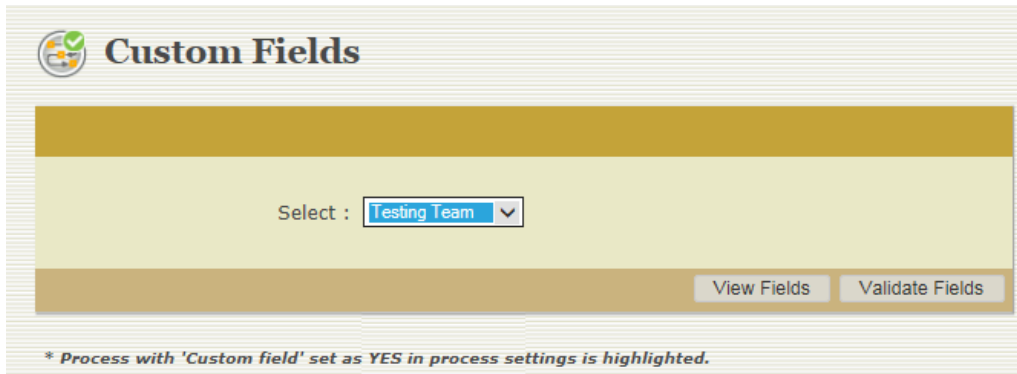 Custom Fields
Select : Testing Team
View Fields Validate Fields
* Process with 'Custom field' set as YES in process settings is highlighted.